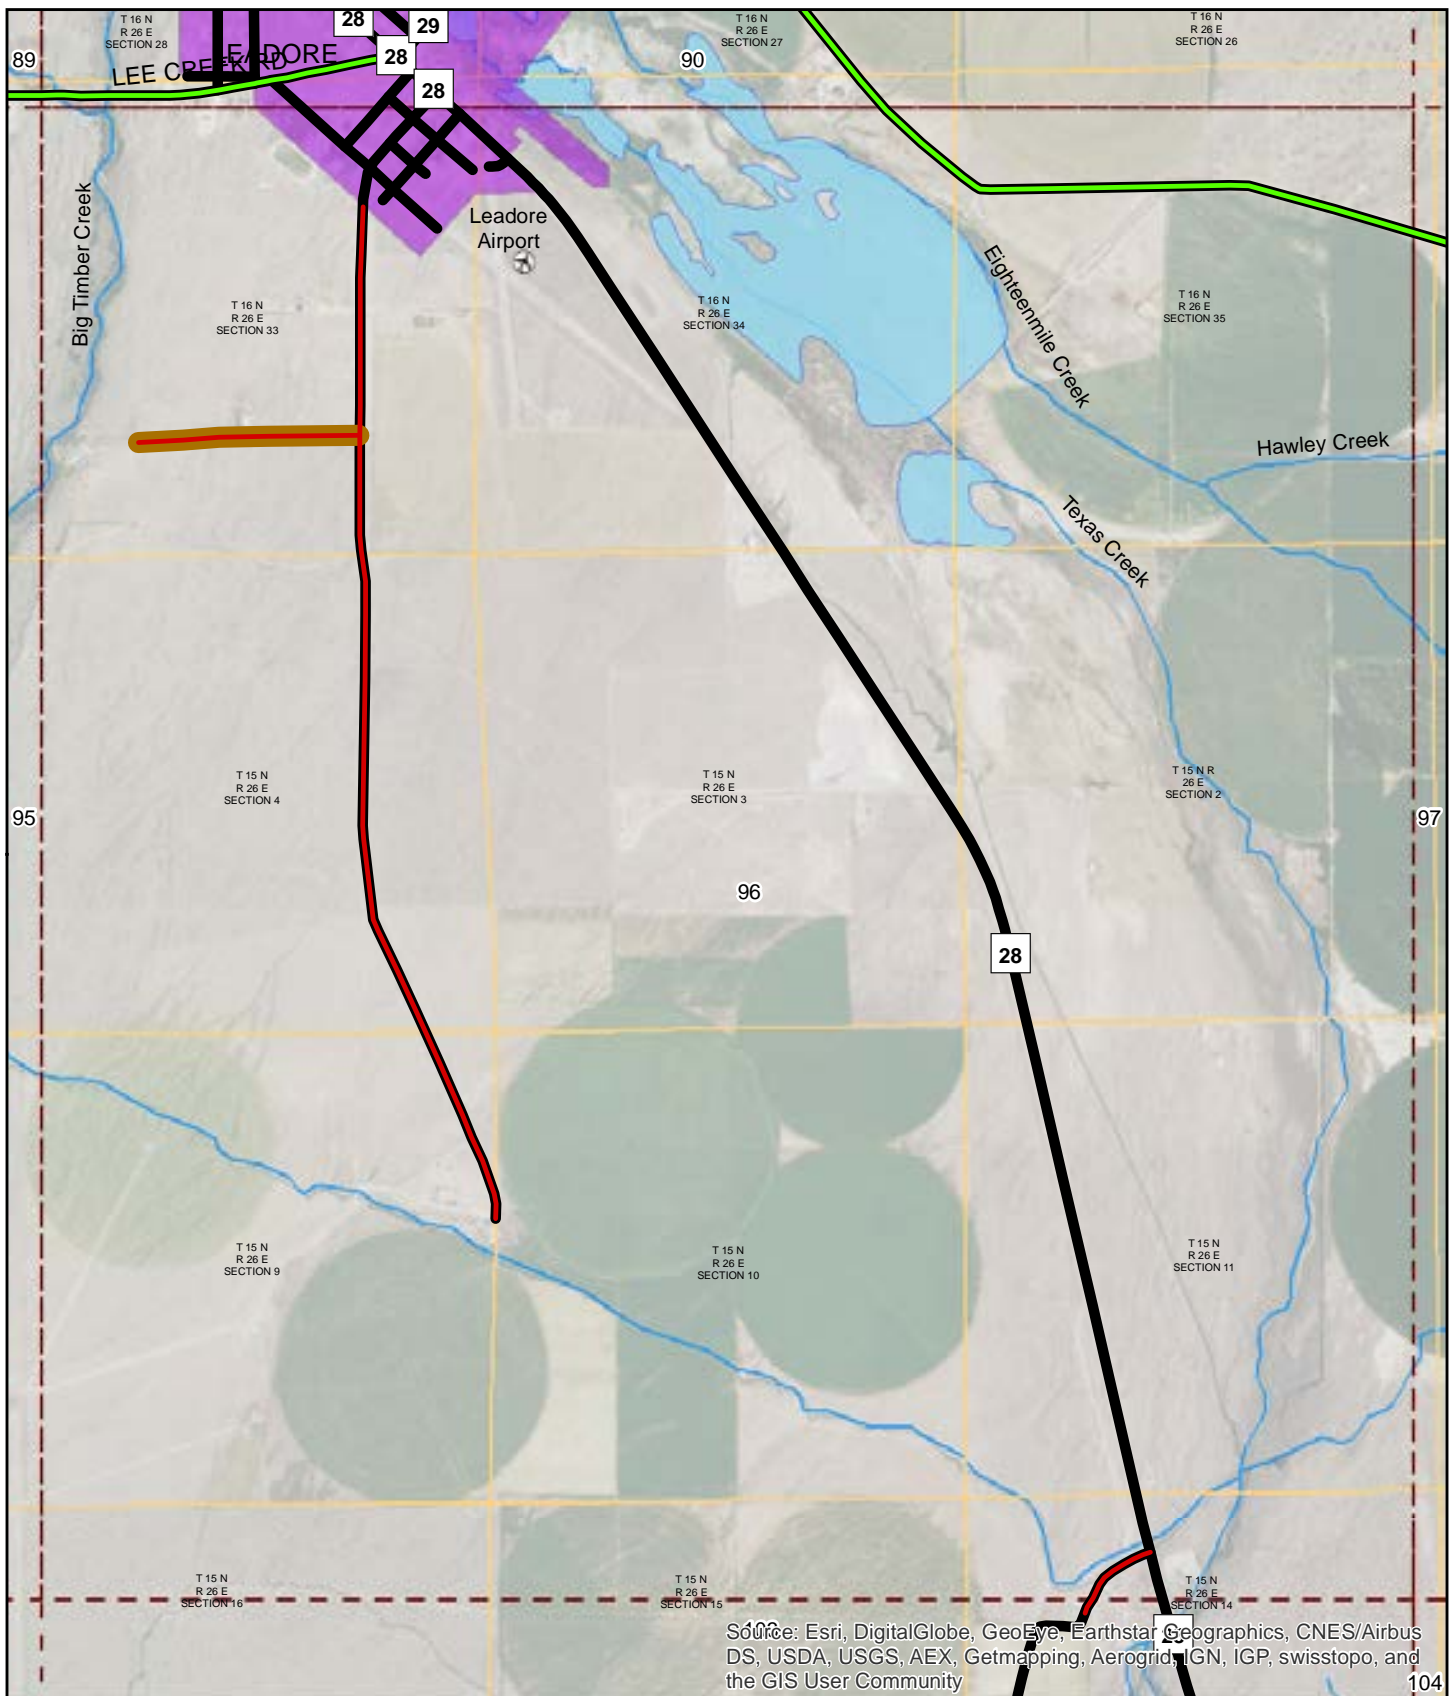 T 16 N
R 26 E
SECTION 28
28
29
T 16 N
R 26 E
SECTION 27
T 16 N
R 26 E
SECTION 26
89
LEADORE
28
90
LEE CREEK RD
28
Big Timber Creek
Leadore
Airport
Eighteenmile Creek
T 16 N
R 26 E
SECTION 33
T 16 N
R 26 E
SECTION 34
T 16 N
R 26 E
SECTION 35
Hawley Creek
Texas Creek
T 15 N
R 26 E
SECTION 4
T 15 N
R 26 E
SECTION 3
T 15 N R
26 E
SECTION 2
95
97
96
28
T 15 N
R 26 E
SECTION 9
T 15 N
R 26 E
SECTION 10
T 15 N
R 26 E
SECTION 11
T 15 N
R 26 E
SECTION 16
T 15 N
R 26 E
SECTION 15
T 15 N
R 26 E
SECTION 14
Source: Esri, DigitalGlobe, GeoEye, Earthstar Geographics, CNES/Airbus
DS, USDA, USGS, AEX, Getmapping, Aerogrid, IGN, IGP, swisstopo, and
the GIS User Community
104